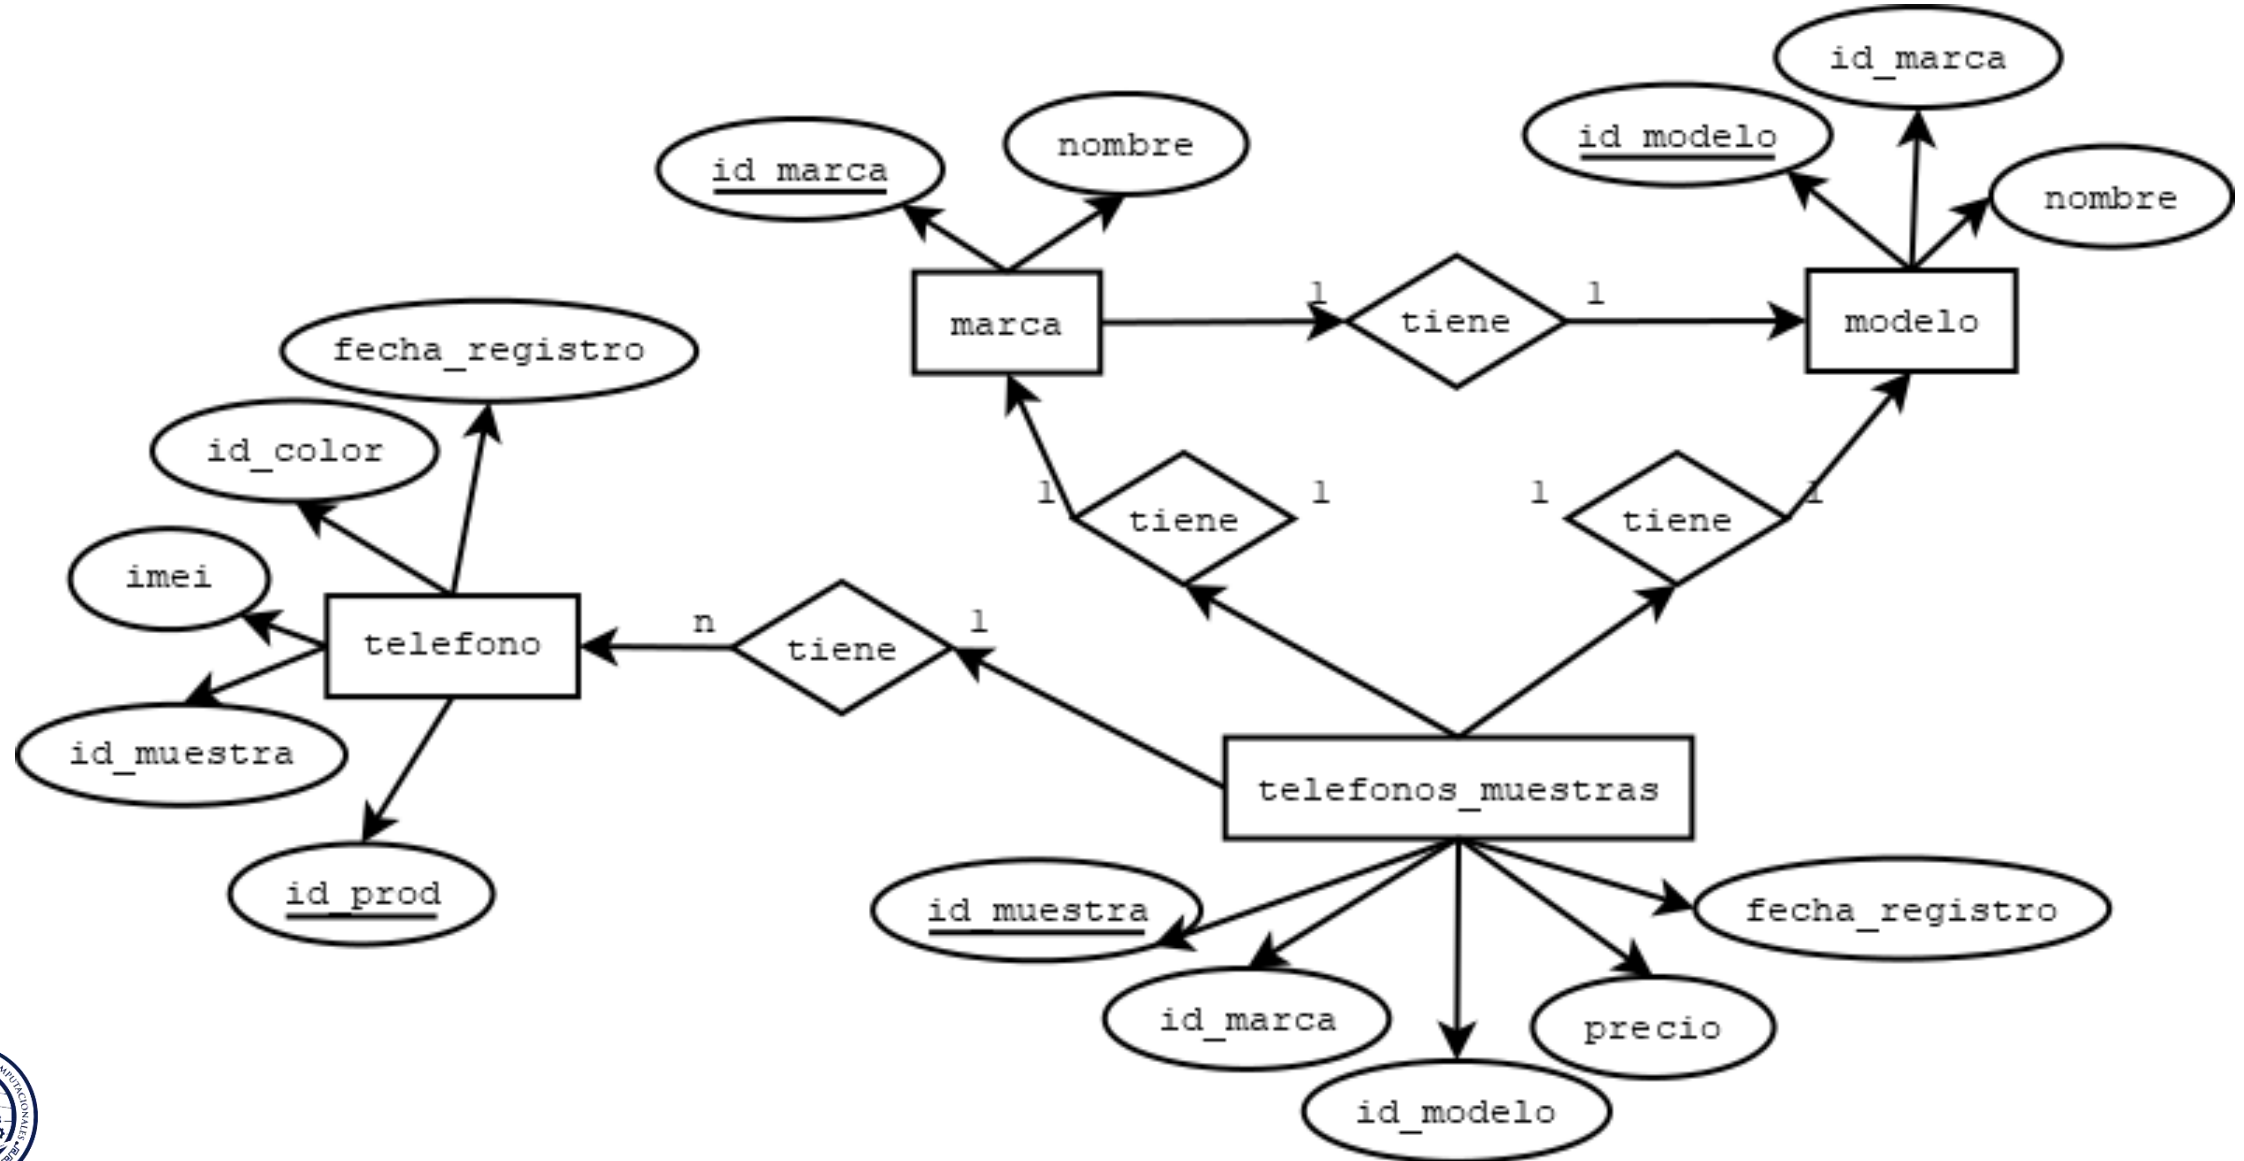 id_marca
id_marca
nombre
id_modelo
nombre
marca
1
tiene
1
modelo
fecha_registro
id_color
imei
telefono
id_muestra
id_prod
n
tiene
1
1
tiene
1
1
tiene
1
telefonos_muestras
id_muestra
id_marca
id_modelo
precio
fecha_registro